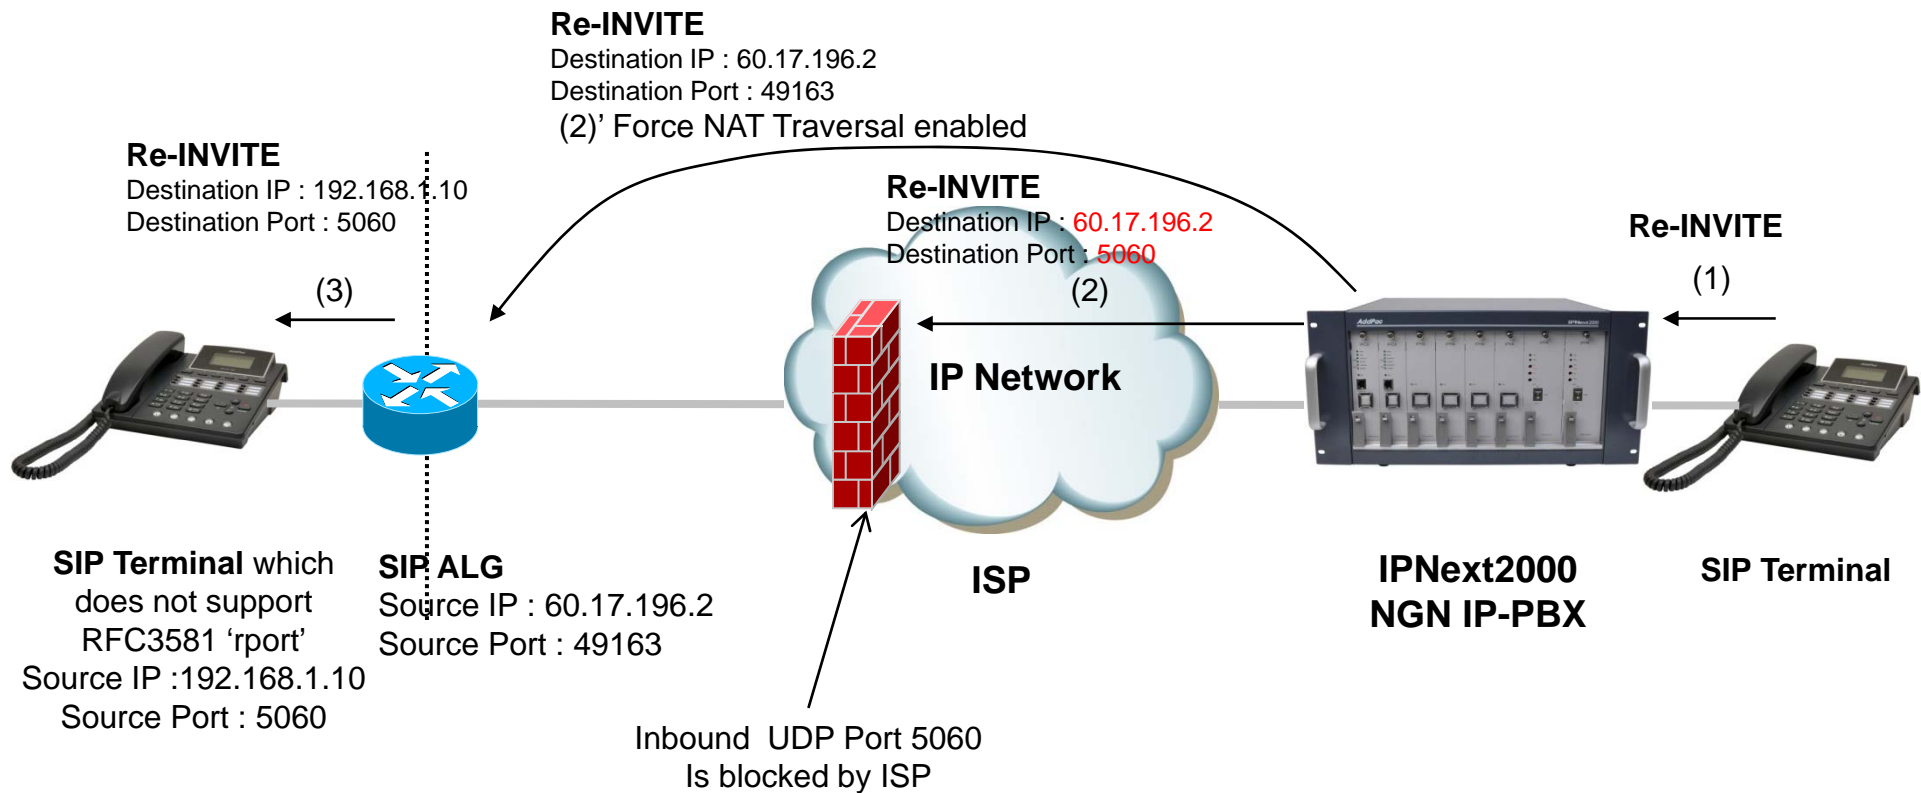 Re-INVITE
Destination IP : 60.17.196.2
Destination Port : 49163
(2)’ Force NAT Traversal enabled
Re-INVITE
Destination IP : 192.168.1.10
Destination Port : 5060
Re-INVITE
Destination IP : 60.17.196.2
Destination Port : 5060
Re-INVITE
(3)
(2)
(1)
AddPac
IPNext2000
IP Network
SIP Terminal which
does not support
RFC3581 ‘rport’
Source IP :192.168.1.10
Source Port : 5060
SIP ALG
Source IP : 60.17.196.2
Source Port : 49163
ISP
IPNext2000
NGN IP-PBX
SIP Terminal
Inbound  UDP Port 5060
Is blocked by ISP